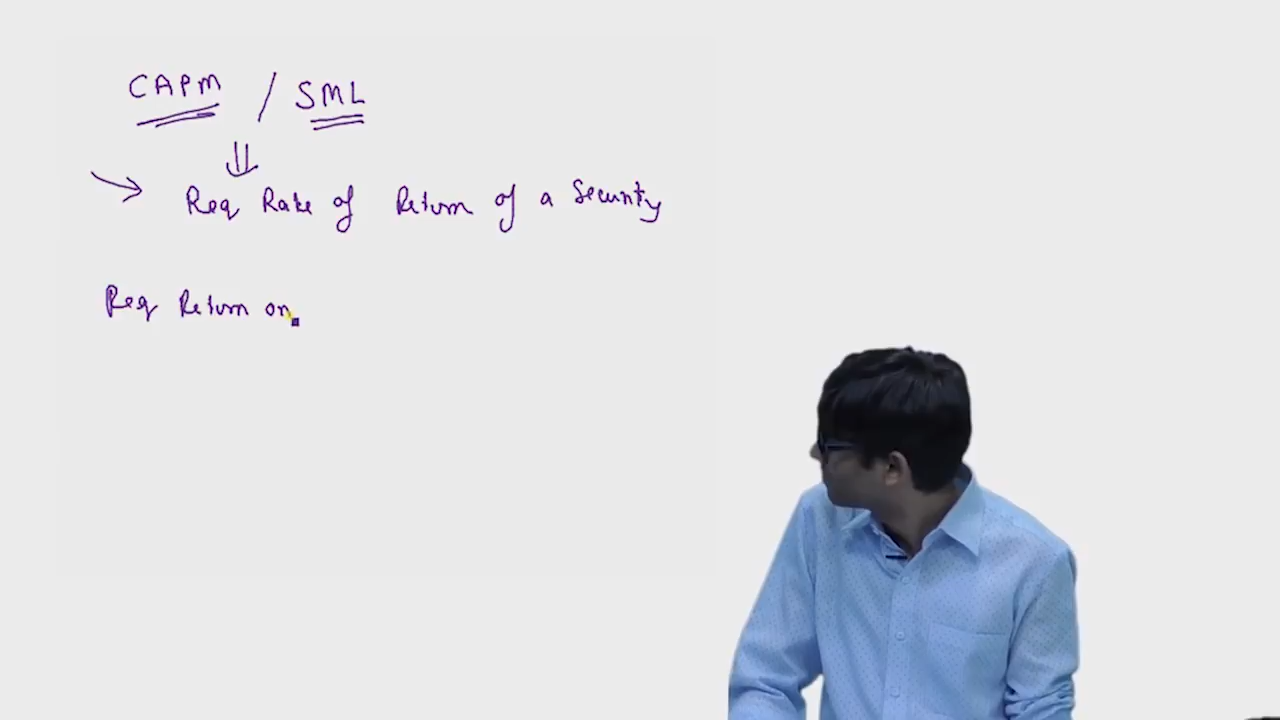 CAPM / SML
Req Rate of Return of a Security
Req Return on